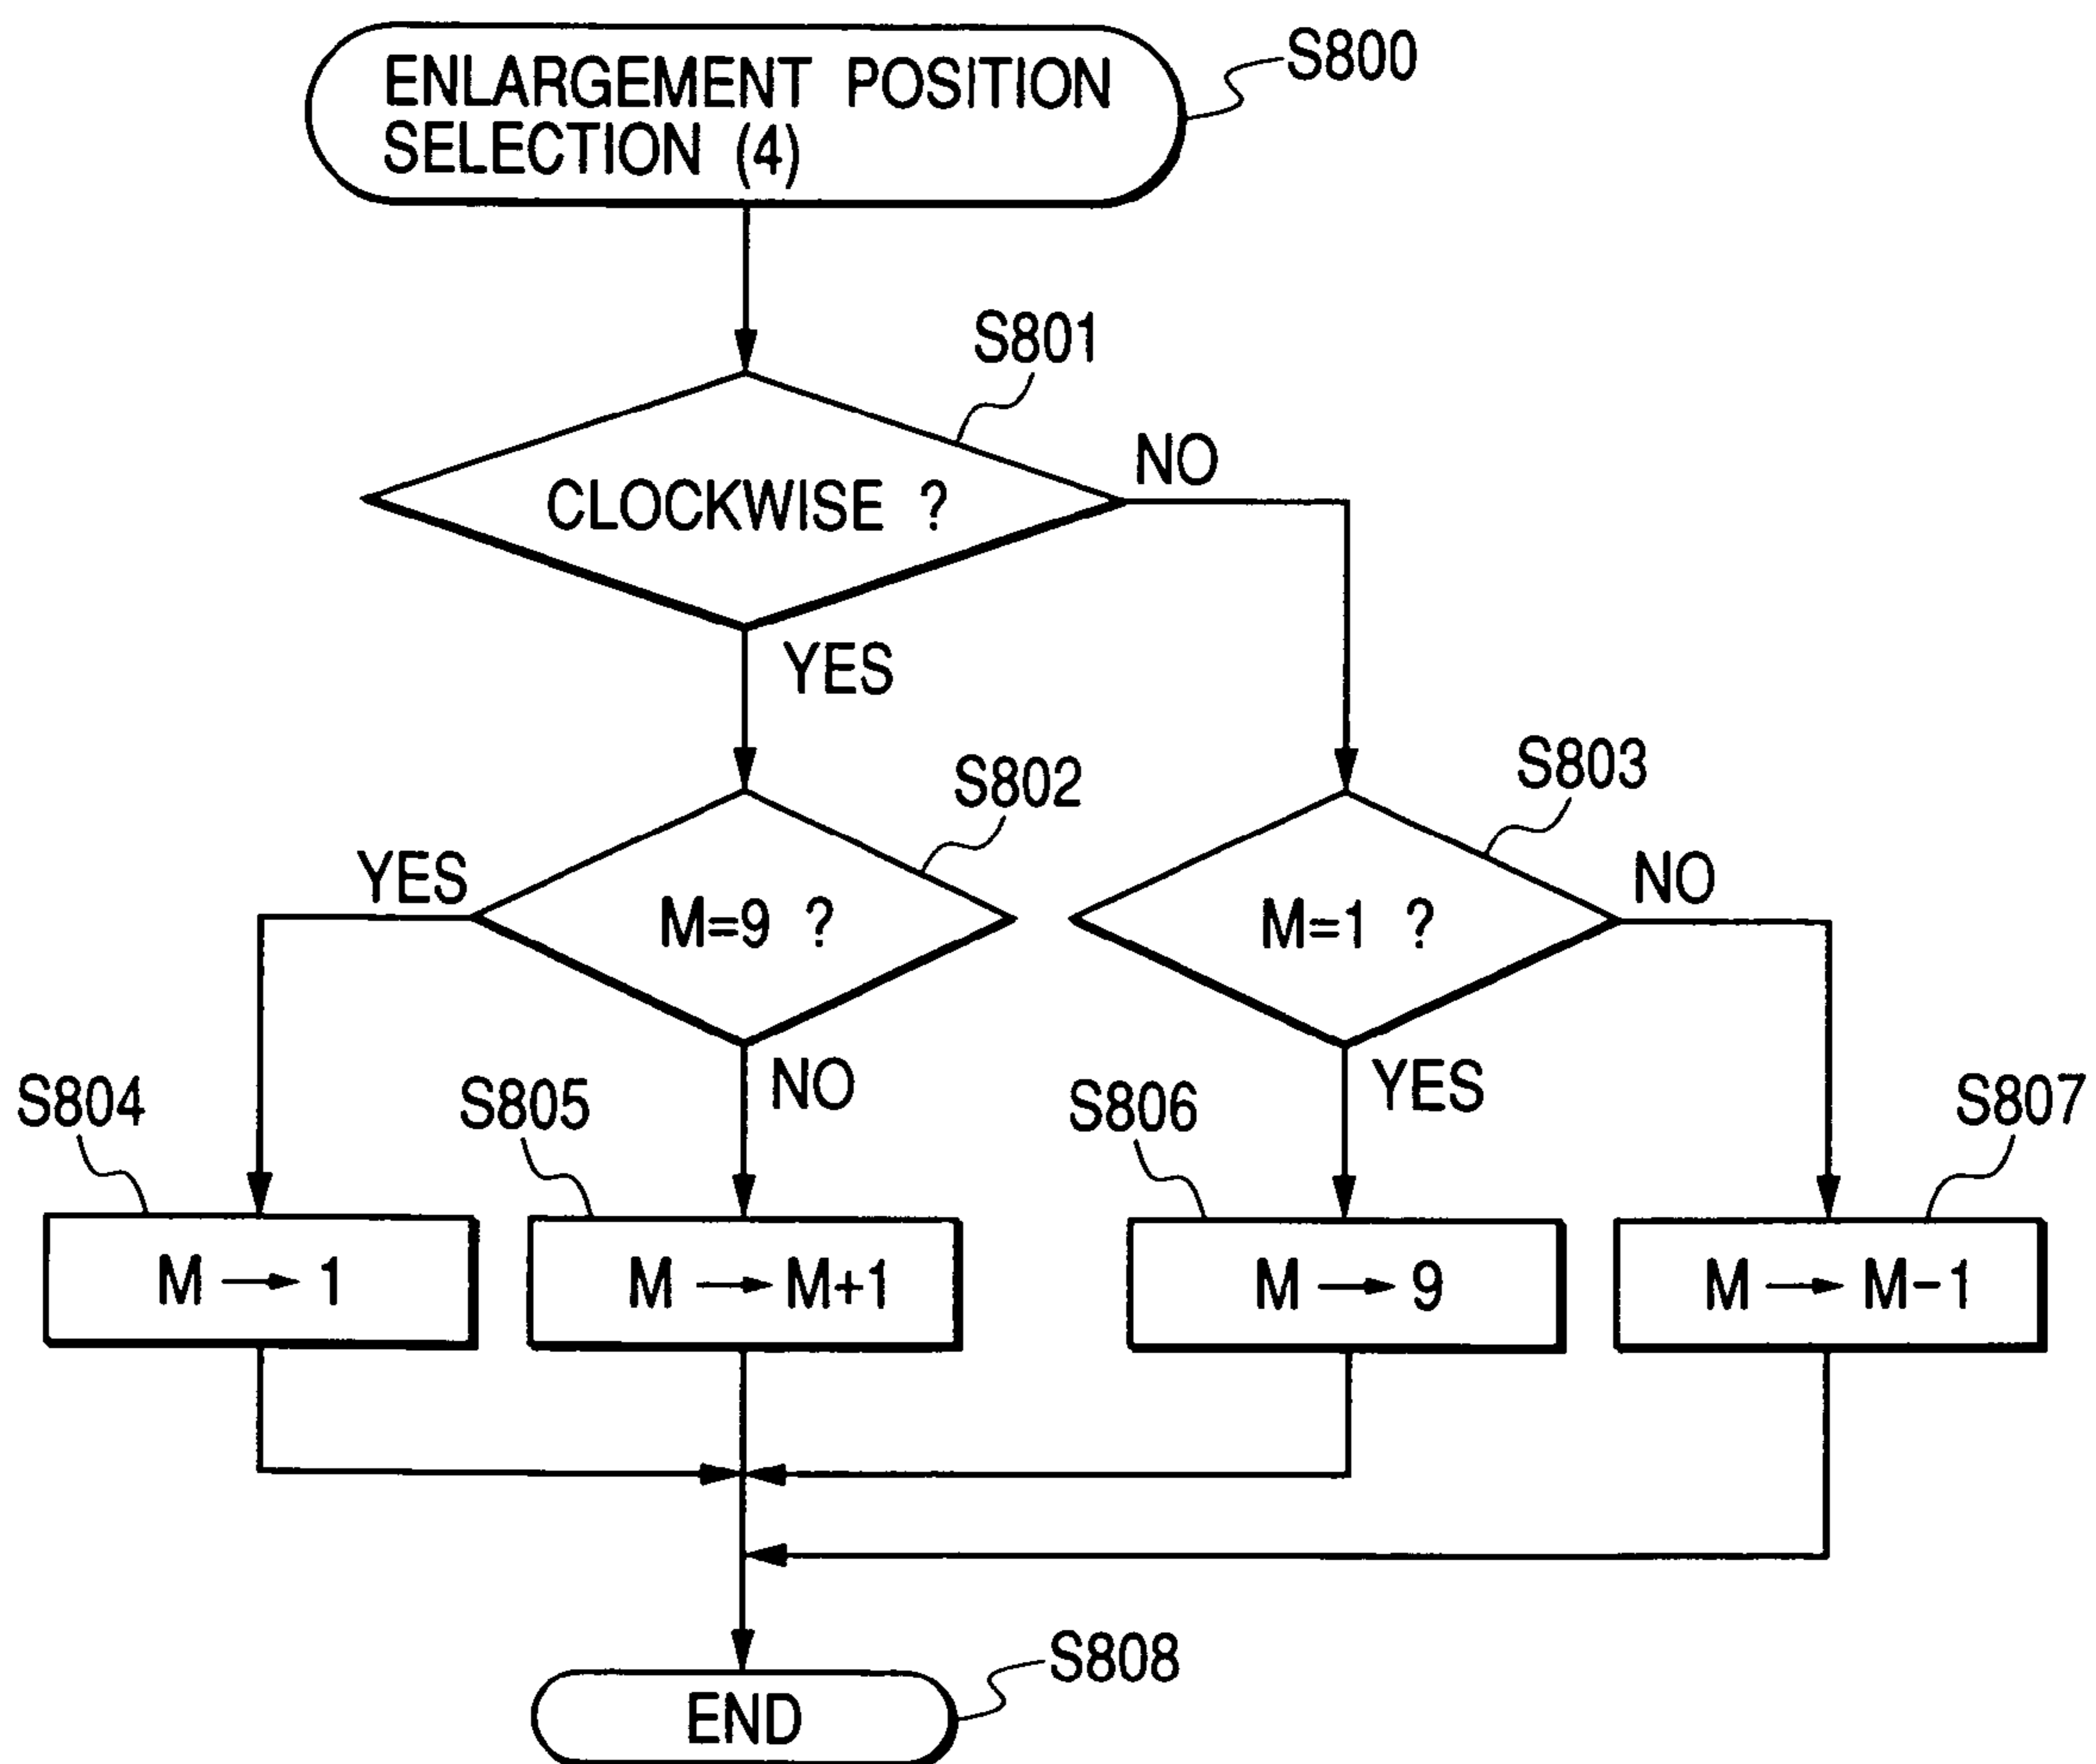 ENLARGEMENT POSITION
SELECTION (4)
S800
S801
CLOCKWISE ?
NO
YES
S802
S803
YES
M=9 ?
M=1 ?
NO
NO
YES
S804
S805
S806
S807
M → 1
M → M+1
M → 9
M → M-1
S808
END